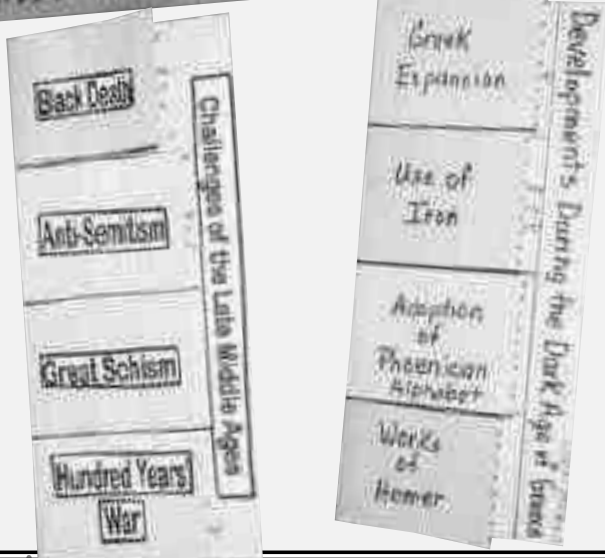 Black Death
Anti-Semitism
Great Schism
Hundred Years
War
Challenges of the Late Middle Ages
Greek
Expansion
Use of
Iron
Adoption
of
Phoenician
Alphabet
Works
of
Homer
Developments During the Dark Age of Greece